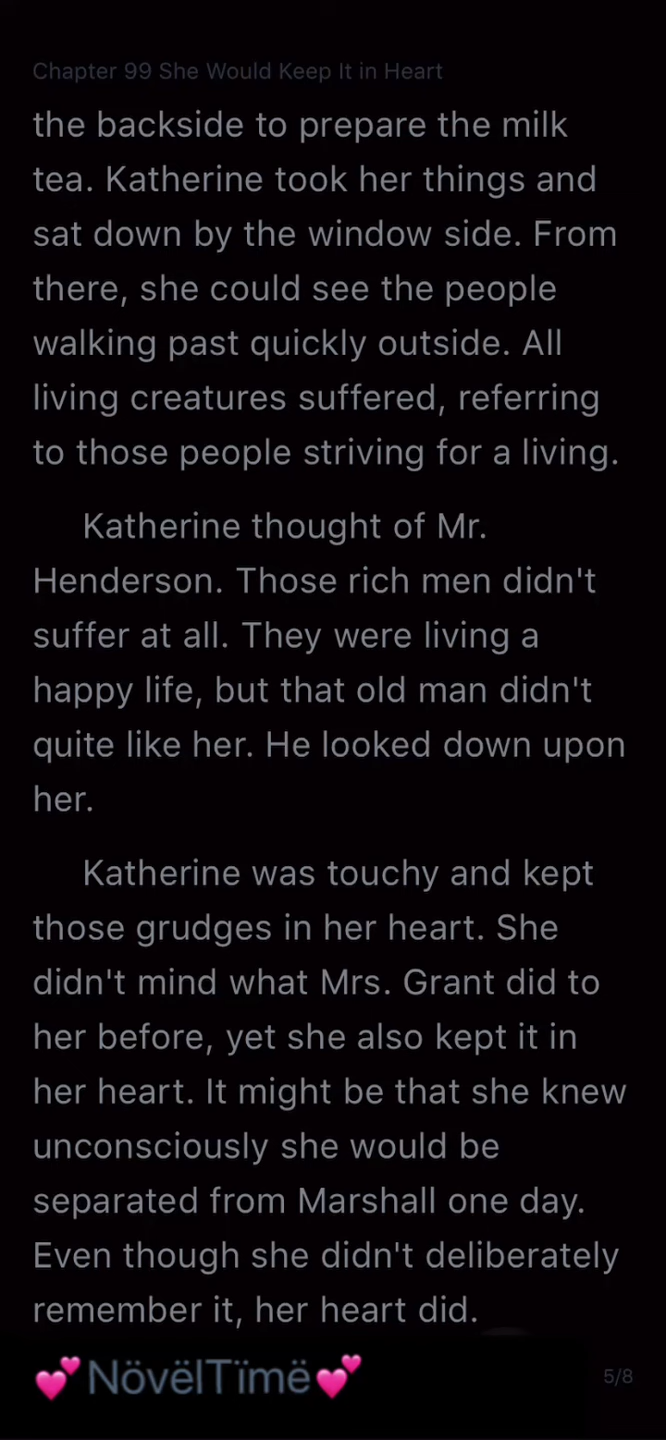 Chapter 99 She Would Keep It in Heart
the backside to prepare the milk
tea. Katherine took her things and
sat down by the window side. From
there, she could see the people
walking past quickly outside. All
living creatures suffered, referring
to those people striving for a living.
Katherine thought of Mr.
Henderson. Those rich men didn't
suffer at all. They were living a
happy life, but that old man didn't
quite like her. He looked down upon
her.
Katherine was touchy and kept
those grudges in her heart. She
didn't mind what Mrs. Grant did to
her before, yet she also kept it in
her heart. It might be that she knew
unconsciously she would be
separated from Marshall one day.
Even though she didn't deliberately
remember it, her heart did.
💕NövëlTïmë💕
5/8